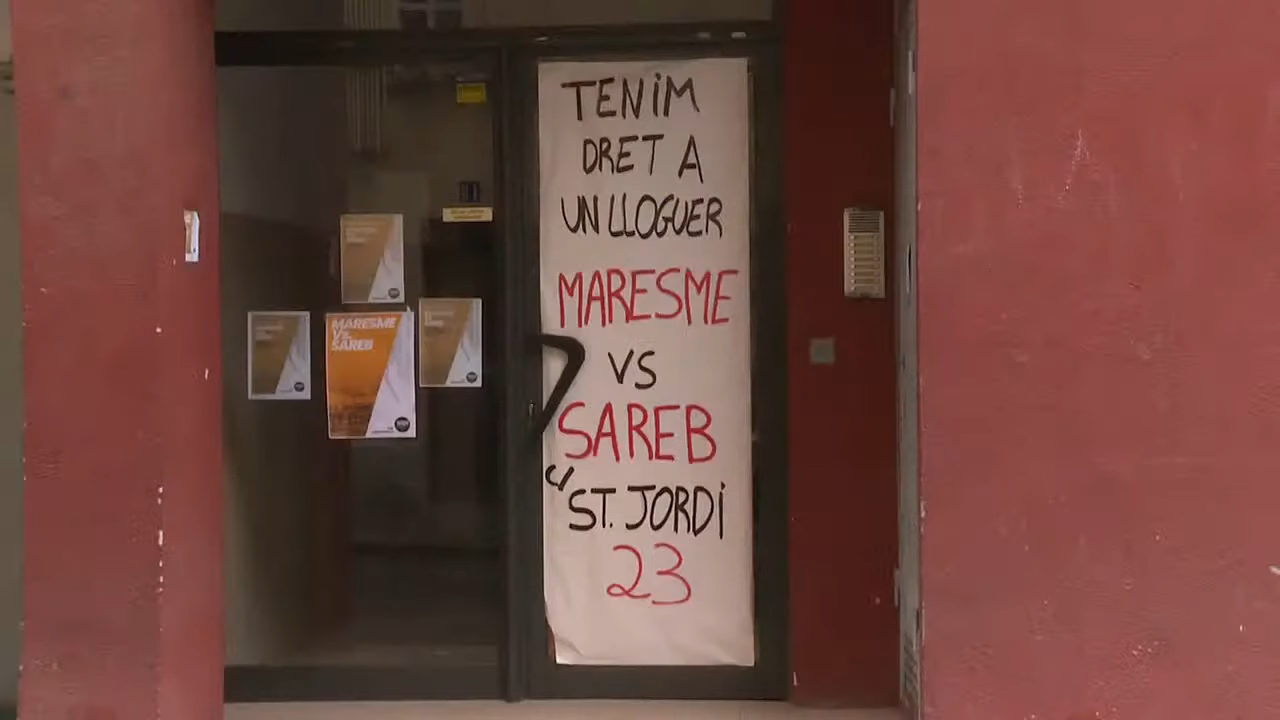 TENiM
DRET A
UN LLOGUER
MARESME
VS
SAREB
C/ ST. JORDi
23
MARESME
Vs.
SAREB